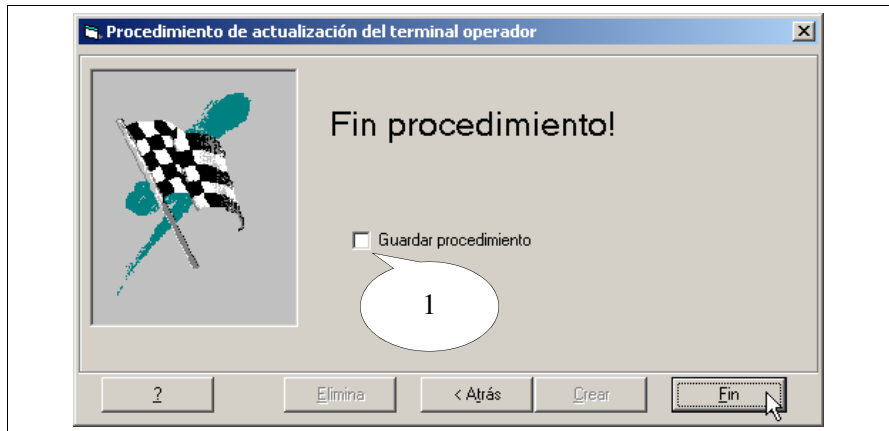 Procedimiento de actualización del terminal operador
Fin procedimiento!
Guardar procedimiento
1
? Elimina < Atrás Crear Fin